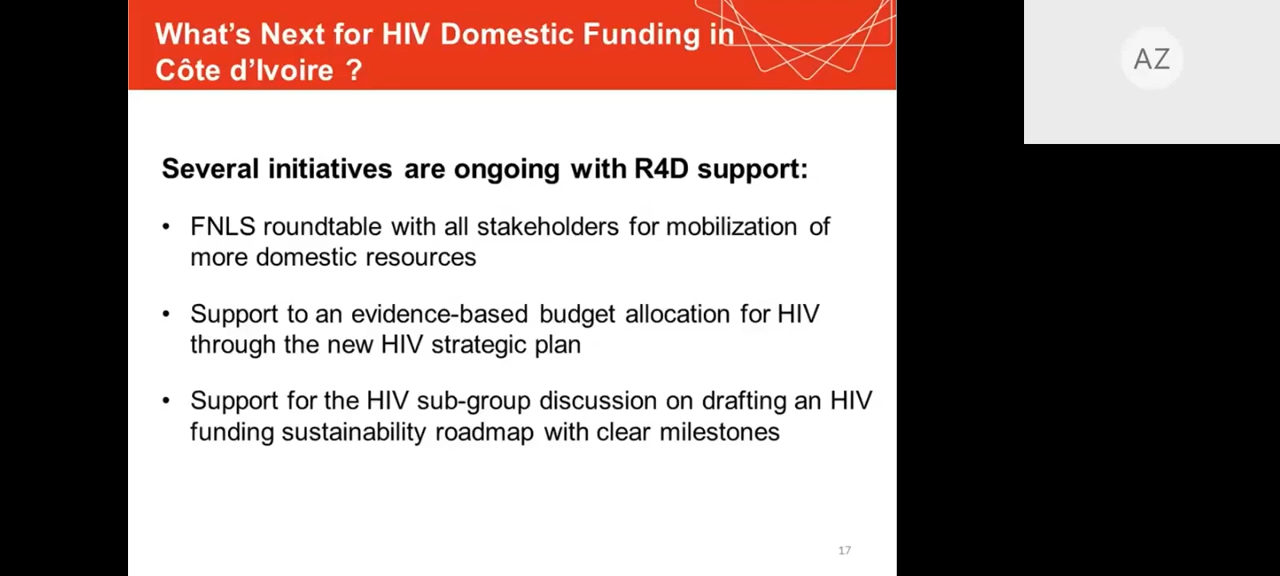 What's Next for HIV Domestic Funding in
Côte d'Ivoire ?
AZ
Several initiatives are ongoing with R4D support:
• FNLS roundtable with all stakeholders for mobilization of
more domestic resources
• Support to an evidence-based budget allocation for HIV
through the new HIV strategic plan
• Support for the HIV sub-group discussion on drafting an HIV
funding sustainability roadmap with clear milestones
17